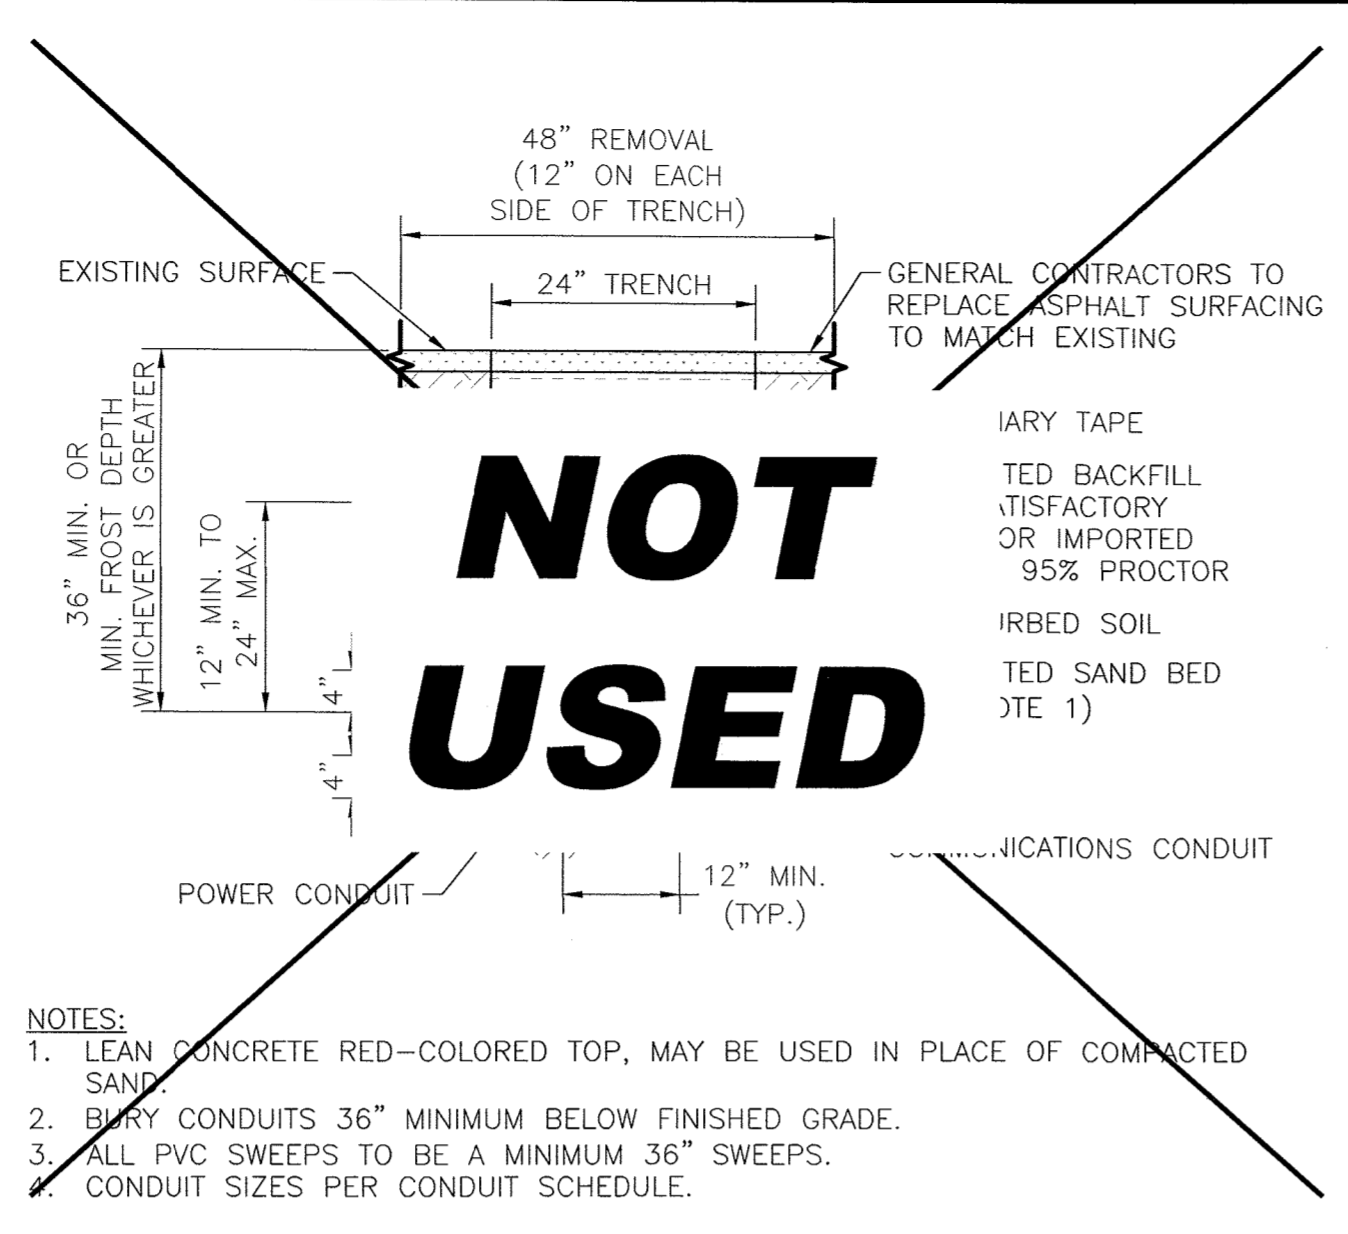 48” REMOVAL
(12” ON EACH
SIDE OF TRENCH)
EXISTING SURFACE
24” TRENCH
GENERAL CONTRACTORS TO
REPLACE ASPHALT SURFACING
TO MATCH EXISTING
36” MIN. OR
MIN. FROST DEPTH
WHICHEVER IS GREATER
12” MIN. TO
24” MAX.
4”
4”
NOT
USED
TAPE
BACKFILL
OR IMPORTED
95% PROCTOR
SOIL
SAND BED
1)
CONDUIT
POWER CONDUIT
12” MIN.
(TYP.)
NOTES:
1. LEAN CONCRETE RED-COLORED TOP, MAY BE USED IN PLACE OF COMPACTED
SAND.
2. BURY CONDUITS 36” MINIMUM BELOW FINISHED GRADE.
3. ALL PVC SWEEPS TO BE A MINIMUM 36” SWEEPS.
4. CONDUIT SIZES PER CONDUIT SCHEDULE.